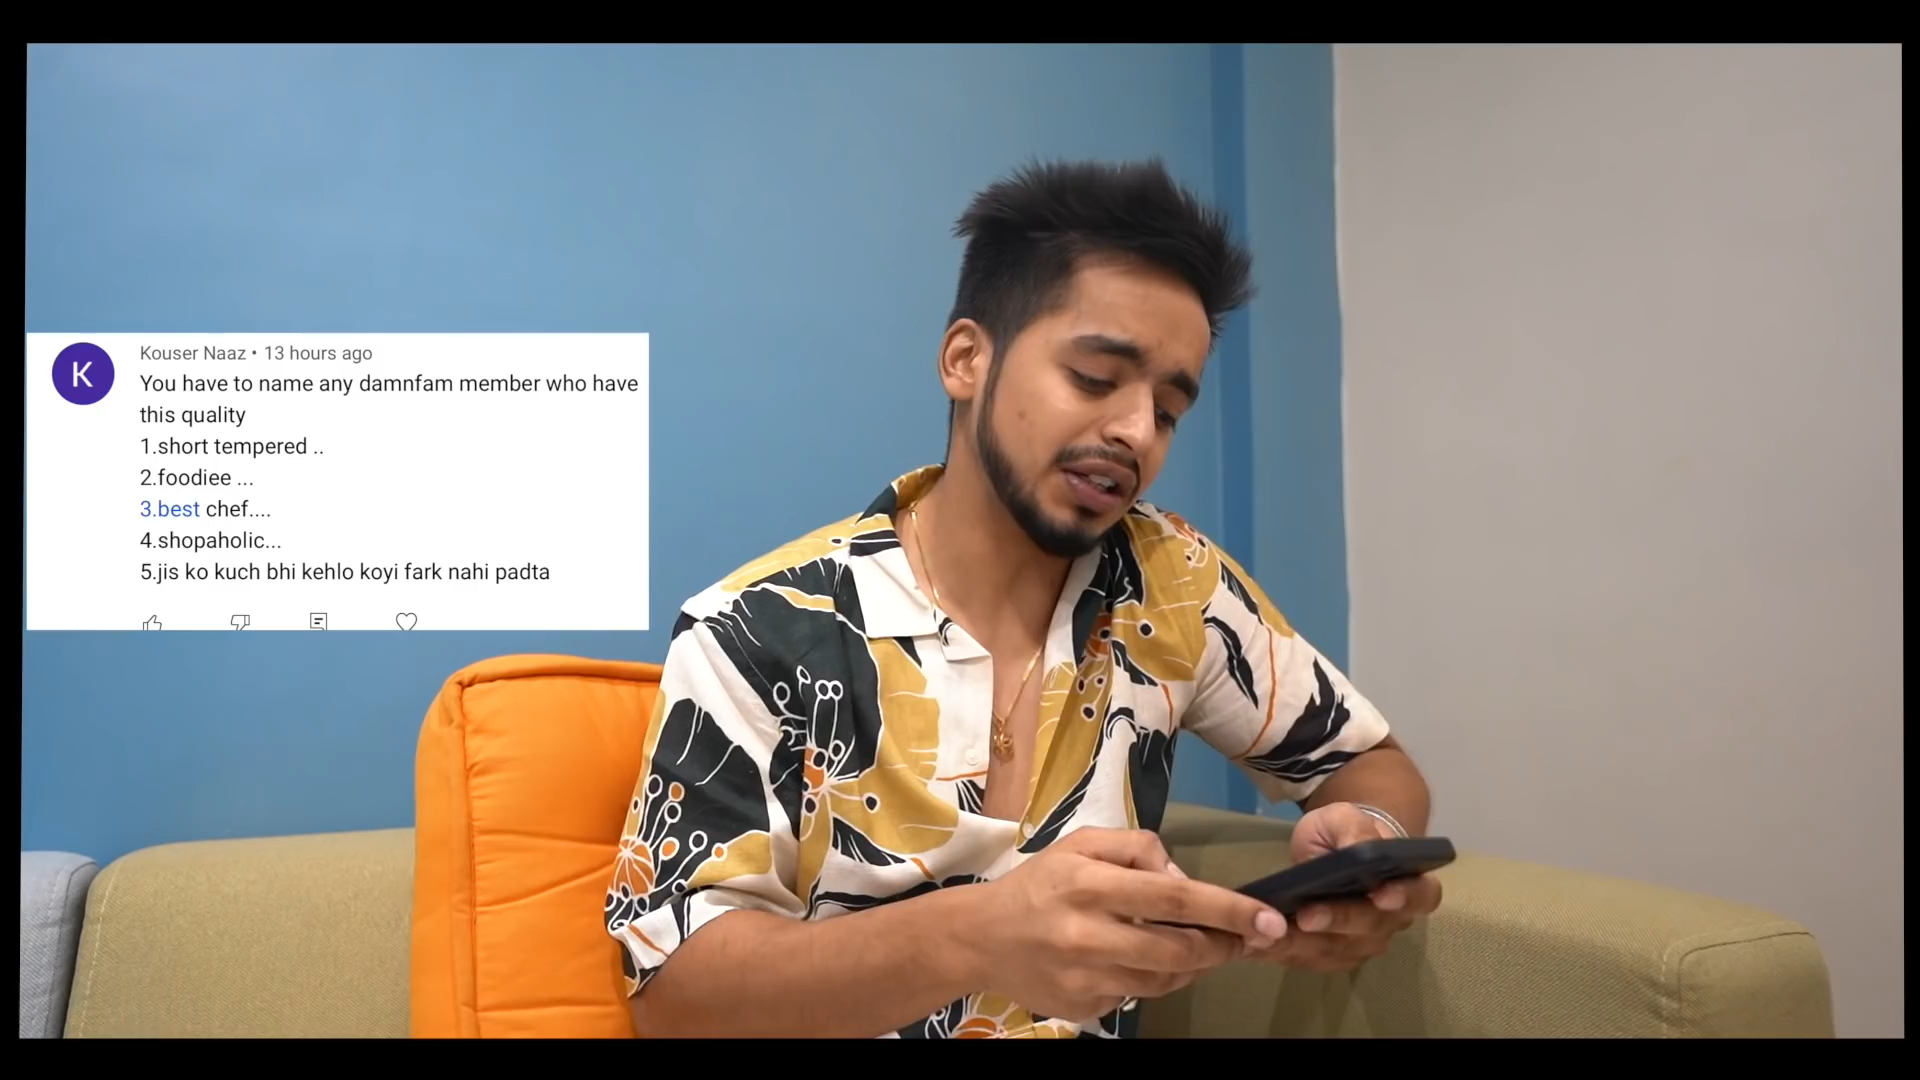 K
Kouser Naaz • 13 hours ago
You have to name any damnfam member who have
this quality
1.short tempered ..
2.foodiee ...
3.best chef....
4.shopaholic...
5.jis ko kuch bhi kehlo koyi fark nahi padta